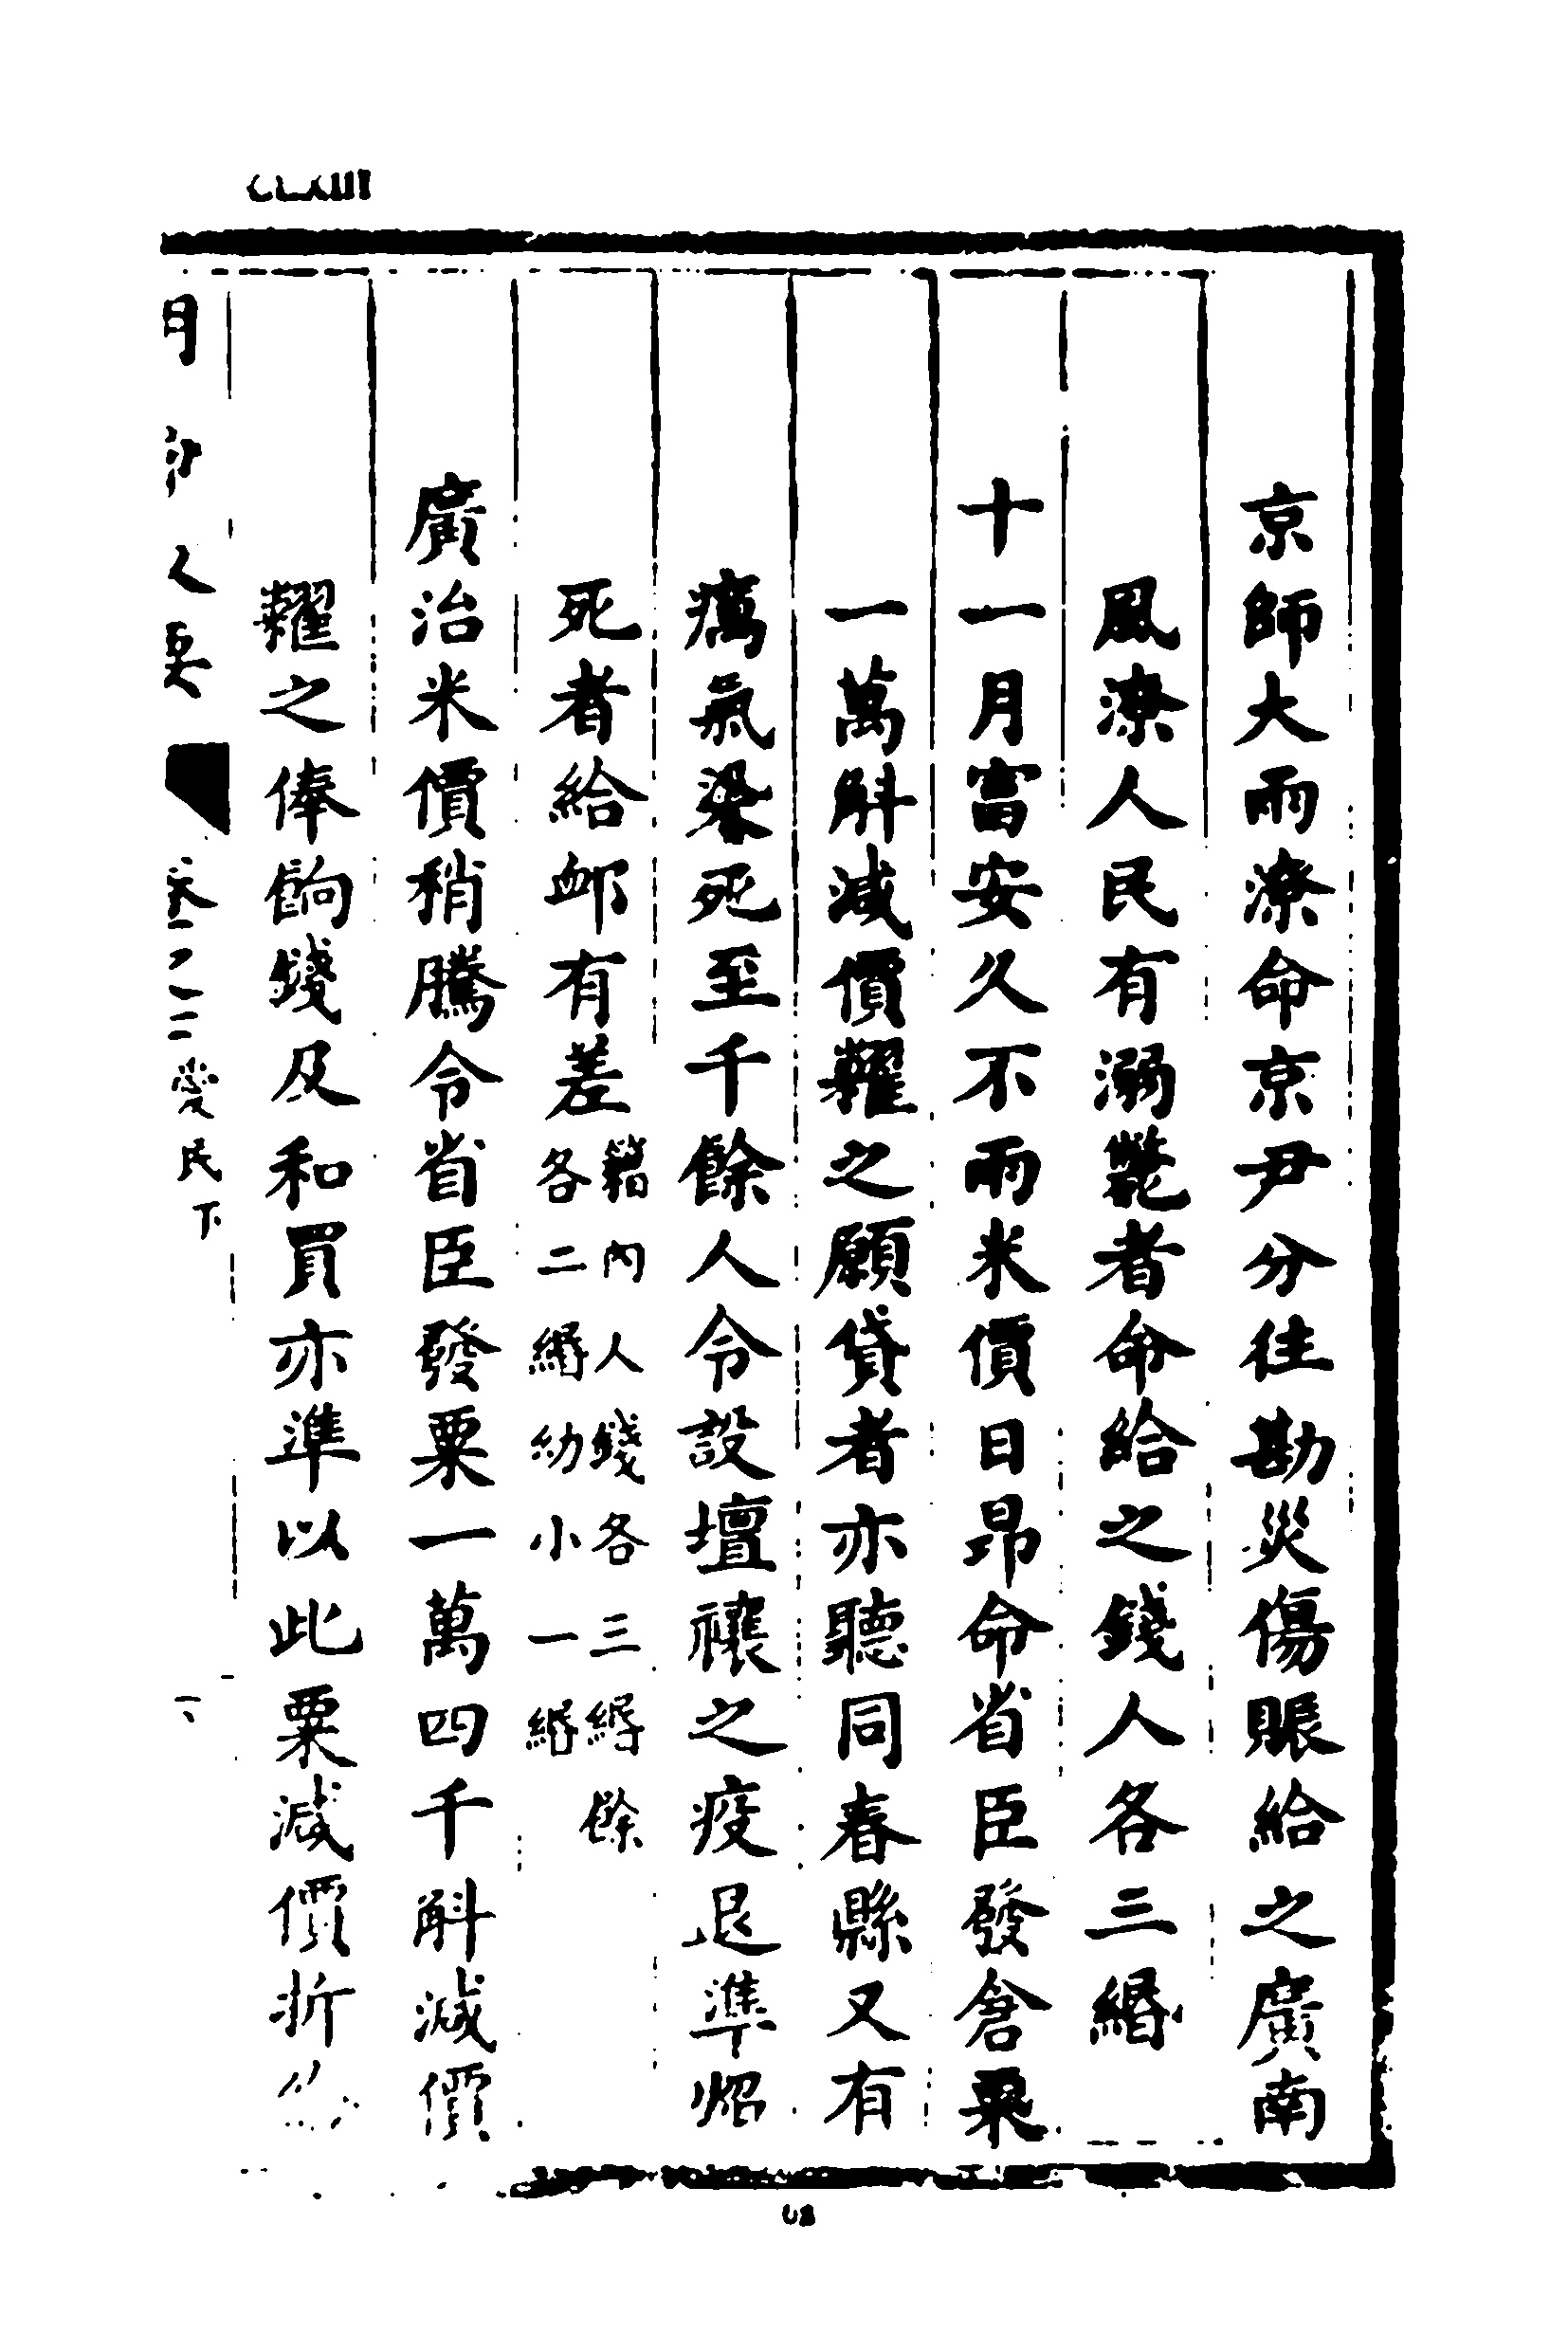 京師大雨潦命京尹分往勘災傷賑給之廣南
風潦人民有溺斃者命給之錢人各三緡
十一月富安久不雨米價日昂命省臣發倉粟
一萬斛減價糶之願貸者亦聽同春縣又有
癘氣染死至千餘人令設壇禳之疫退準炤
死者給卹有差籍內人錢各三緡餘各二緡幼小一緡
廣治米價稍騰令省臣發粟一萬四千斛減價
糶之俸餉錢及和買亦準以此粟減價折
明命政要 卷之二 愛民下